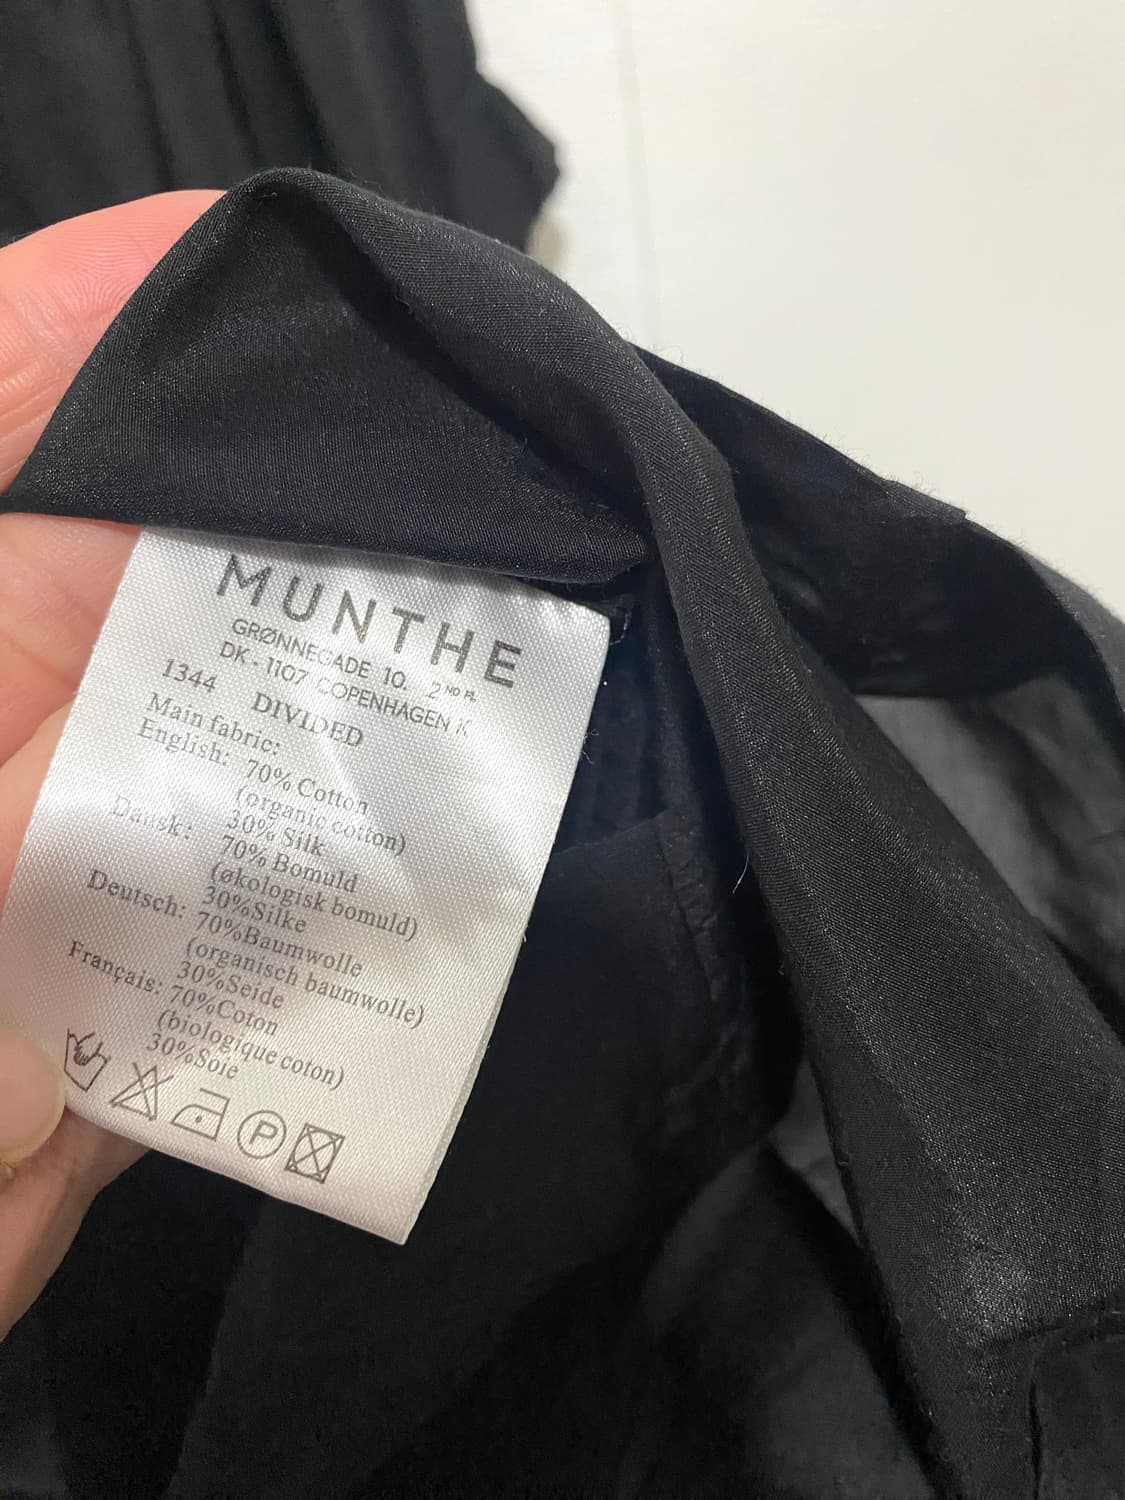 MUNTHE
GRØNNEGADE 10. 2ND FL.
DK - 1107 COPENHAGEN K
1344 DIVIDED
Main fabric:
English: 70% Cotton
(organic cotton)
30% Silk
Dansk: 70% Bomuld
(økologisk bomuld)
30%Silke
Deutsch: 70%Baumwolle
(organisch baumwolle)
30%Seide
Français: 70%Coton
(biologique coton)
30%Soie
P